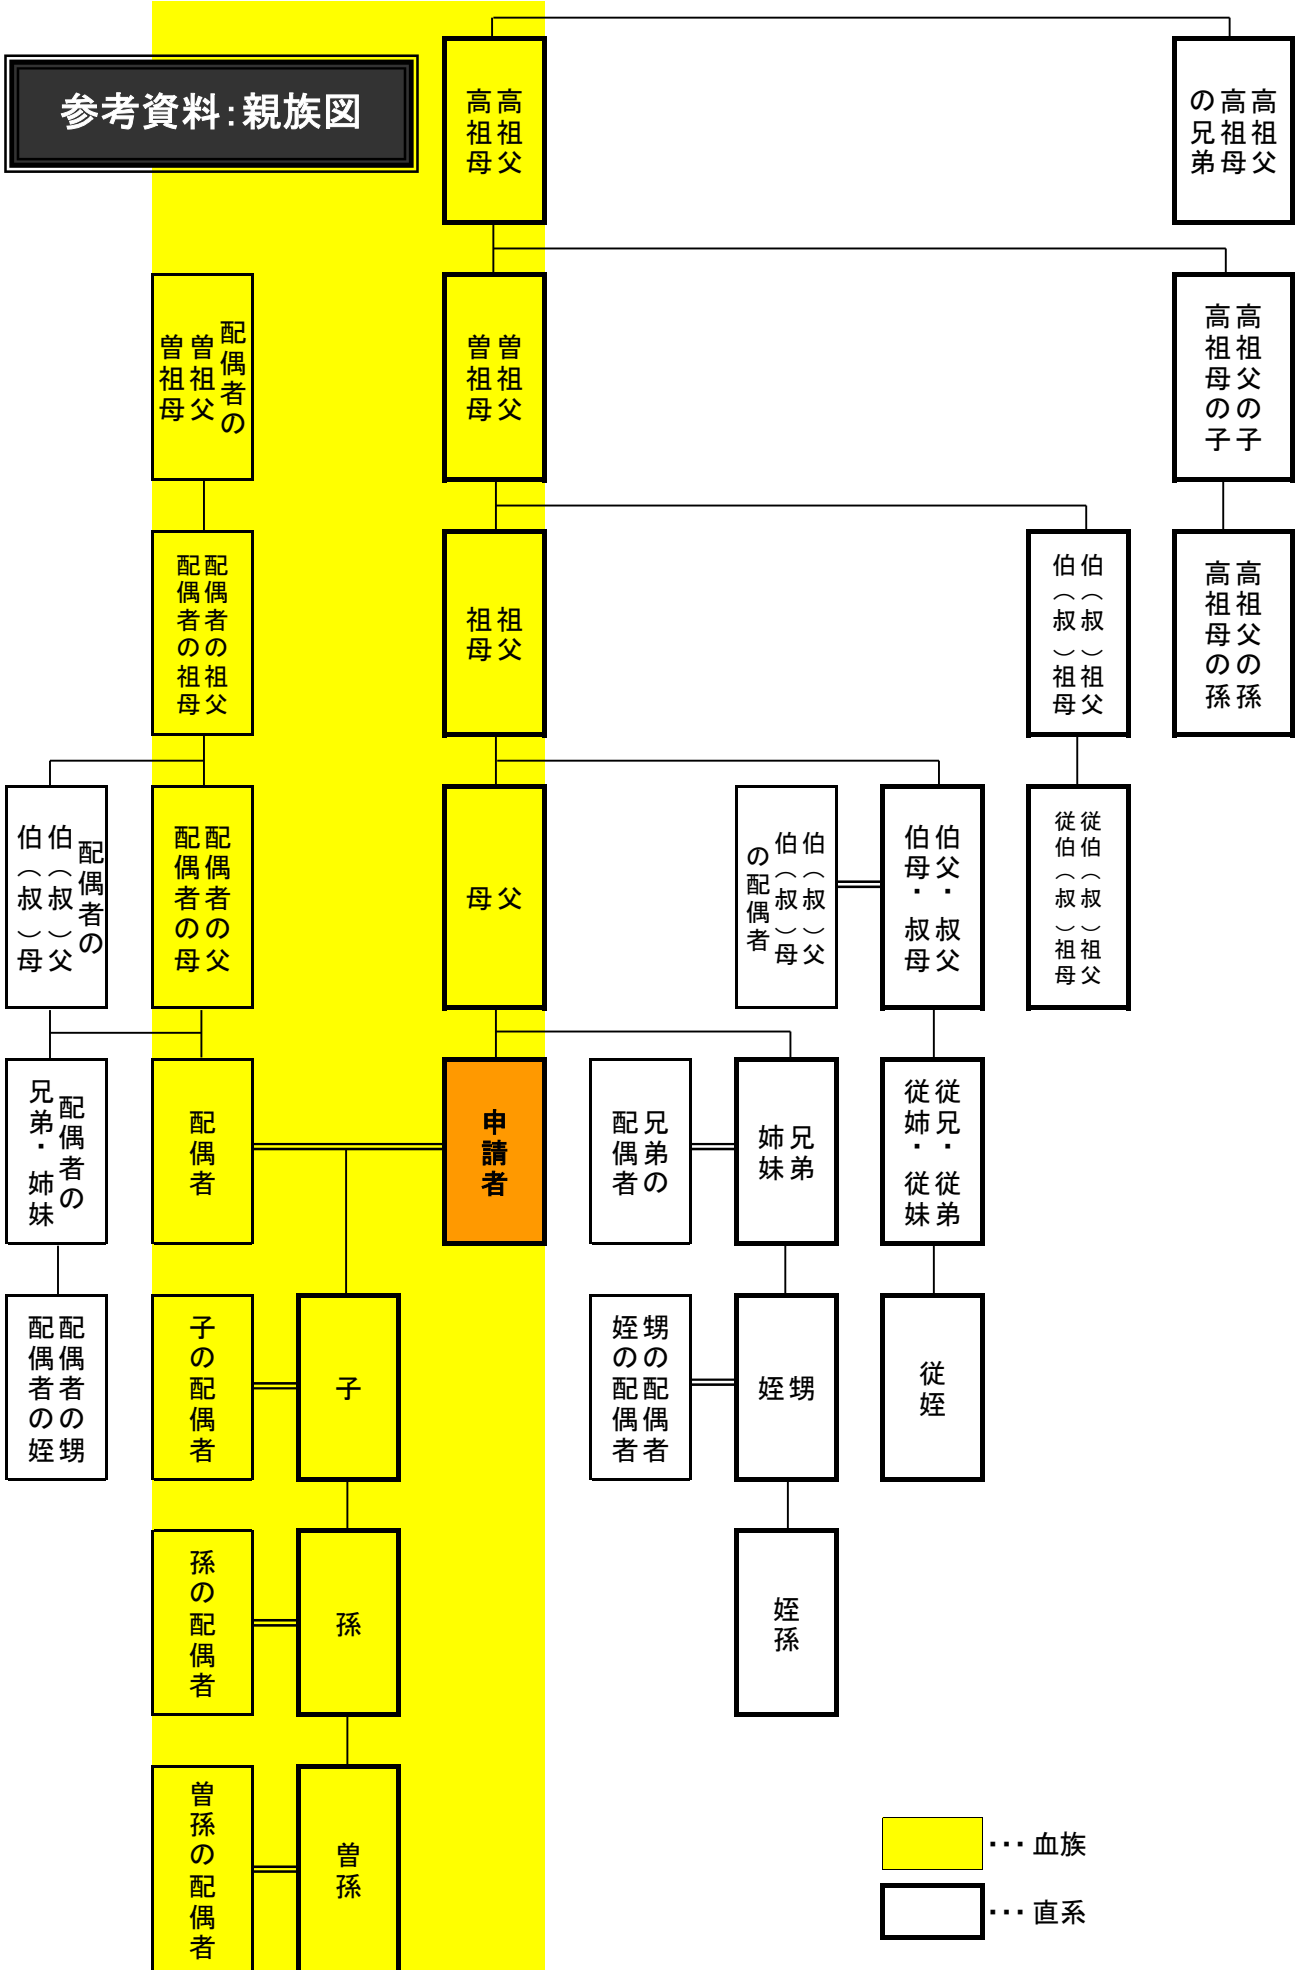 参考資料：親族図
高祖父
高祖母
高祖父
高祖母
の兄弟
配偶者の
曽祖父
曽祖母
曽祖父
曽祖母
高祖父の子
高祖母の子
配偶者の祖父
配偶者の祖母
祖父
祖母
伯（叔）祖父
伯（叔）祖母
高祖父の孫
高祖母の孫
配偶者の
伯（叔）父
伯（叔）母
配偶者の父
配偶者の母
父
母
伯（叔）父
伯（叔）母
の配偶者
伯父・叔父
伯母・叔母
従伯（叔）祖父
従伯（叔）祖母
配偶者の
兄弟・姉妹
配偶者
申請者
兄弟の
配偶者
兄弟
姉妹
従兄・従弟
従姉・従妹
配偶者の甥
配偶者の姪
子の配偶者
子
甥の配偶者
姪の配偶者
甥
姪
従姪
孫の配偶者
孫
姪孫
曽孫の配偶者
曽孫
・・・血族
・・・直系